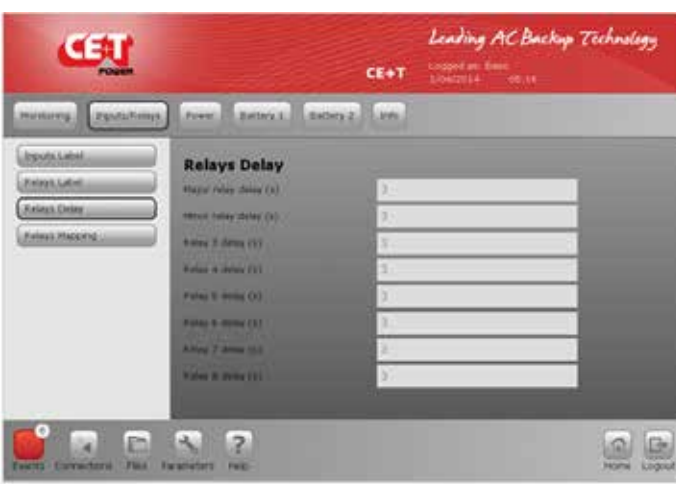 CE+T
POWER
Leading AC Backup Technology
CE+T
Logged as: Basic
1/04/2014
Monitoring
Inputs/Relays
Power
Battery 1
Battery 2
Info
Inputs Label
Relays Label
Relays Delay
Relays Mapping
Relays Delay
Major relay delay (s)
Minor relay delay (s)
Relay 3 delay (s)
Relay 4 delay (s)
Relay 5 delay (s)
Relay 6 delay (s)
Relay 7 delay (s)
Relay 8 delay (s)
Events
Connections
Files
Parameters
Help
Home
Logout